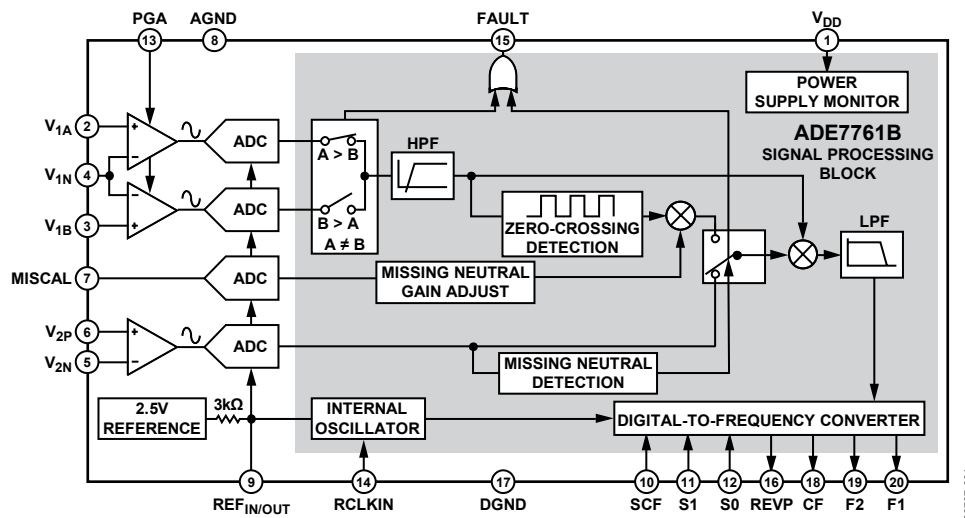 PGA AGND FAULT VDD
13 8 15 1
POWER
SUPPLY MONITOR
V1A 2 + − ADC
A > B
HPF
ADE7761B
SIGNAL PROCESSING
BLOCK
V1N 4
V1B 3 − + ADC
B > A
A ≠ B
ZERO-CROSSING
DETECTION
LPF
MISCAL 7 ADC
MISSING NEUTRAL
GAIN ADJUST
V2P 6 +
V2N 5 − ADC
MISSING NEUTRAL
DETECTION
2.5V
REFERENCE
3kΩ
INTERNAL
OSCILLATOR
DIGITAL-TO-FREQUENCY CONVERTER
9 14 17 10 11 12 16 18 19 20
REFIN/OUT RCLKIN DGND SCF S1 S0 REVP CF F2 F1